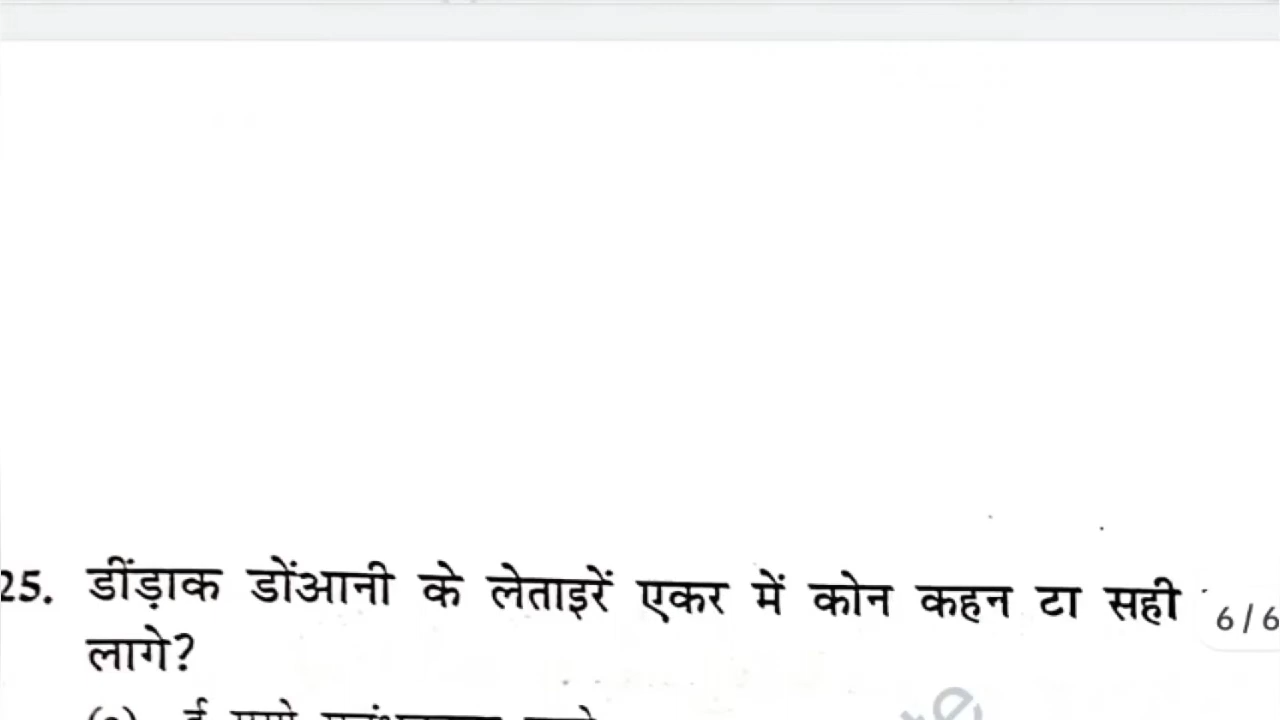 25. डींड़ाक डोंआनी के लेताइरें एकर में कोन कहन टा सही
6/6
लागे?